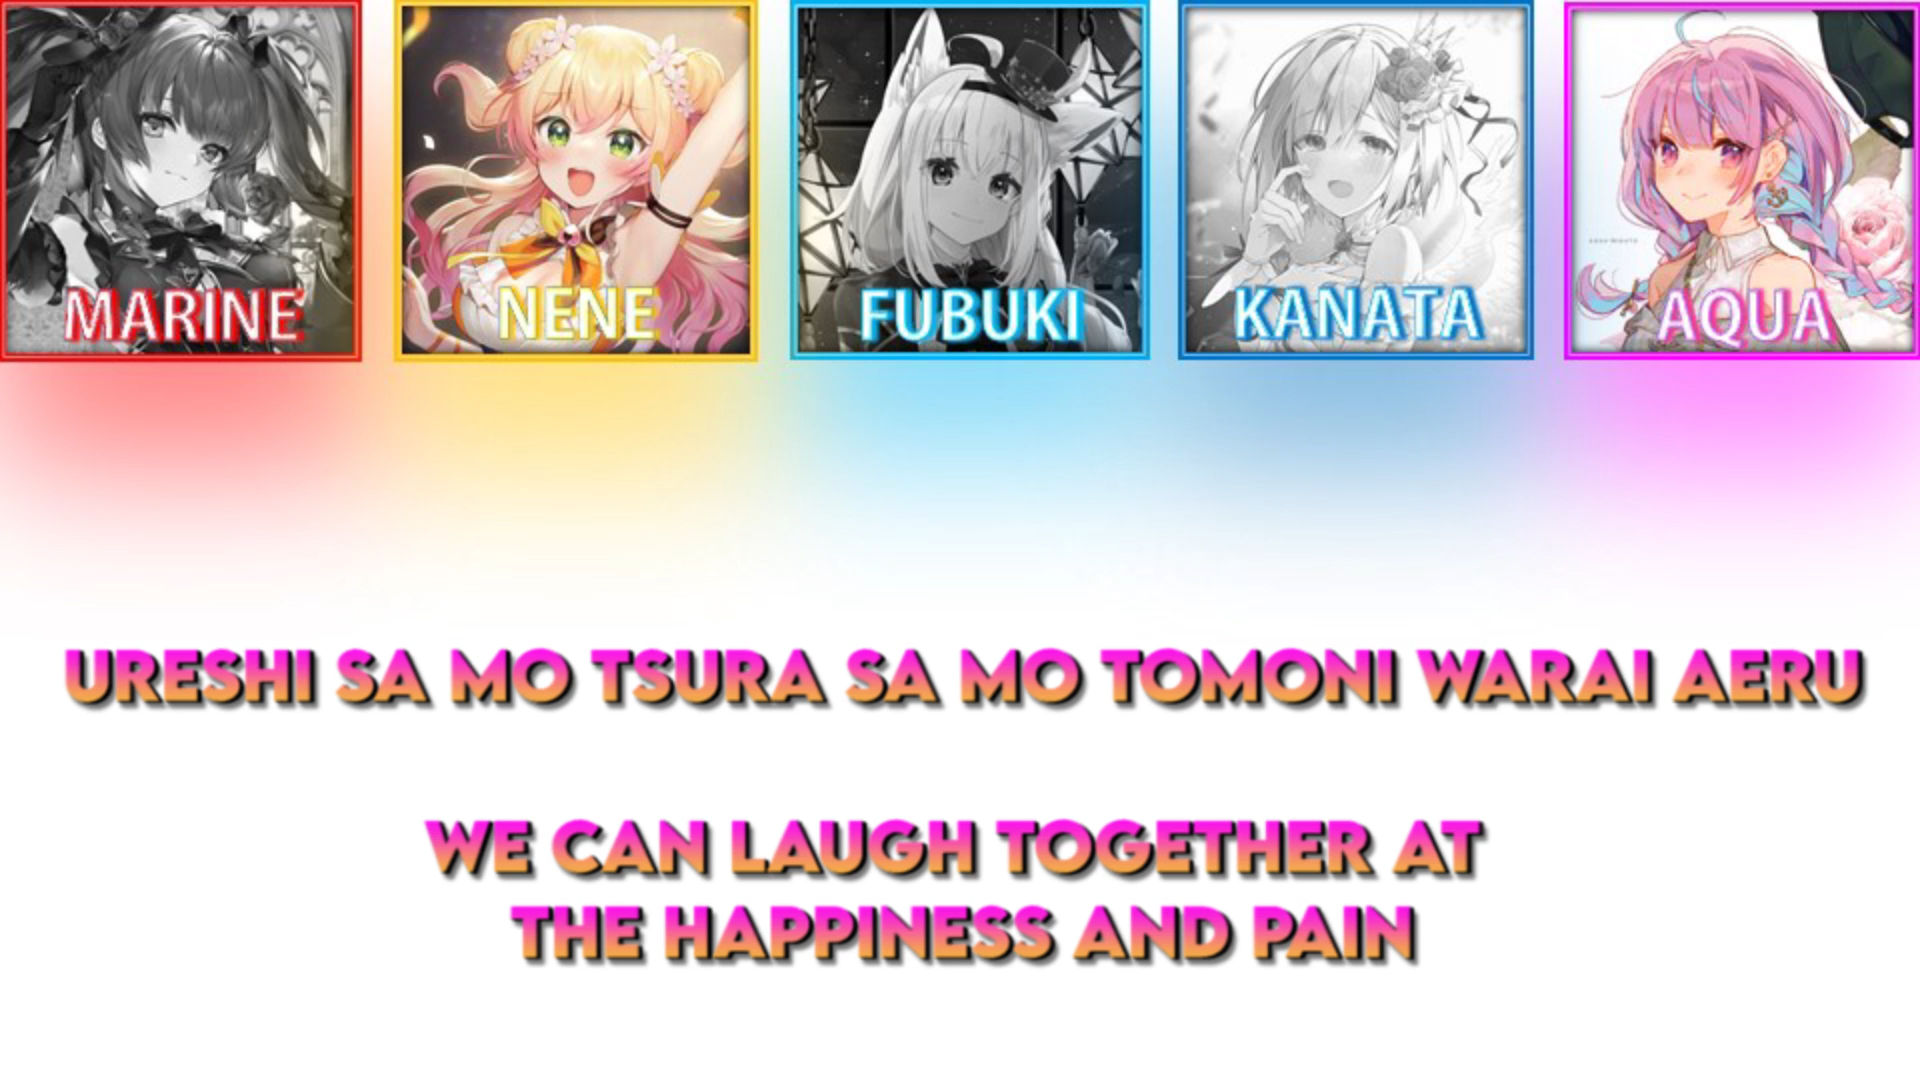 MARINE
NENE
FUBUKI
KANATA
AQUA
URESHI SA MO TSURA SA MO TOMONI WARAI AERU
WE CAN LAUGH TOGETHER AT
THE HAPPINESS AND PAIN